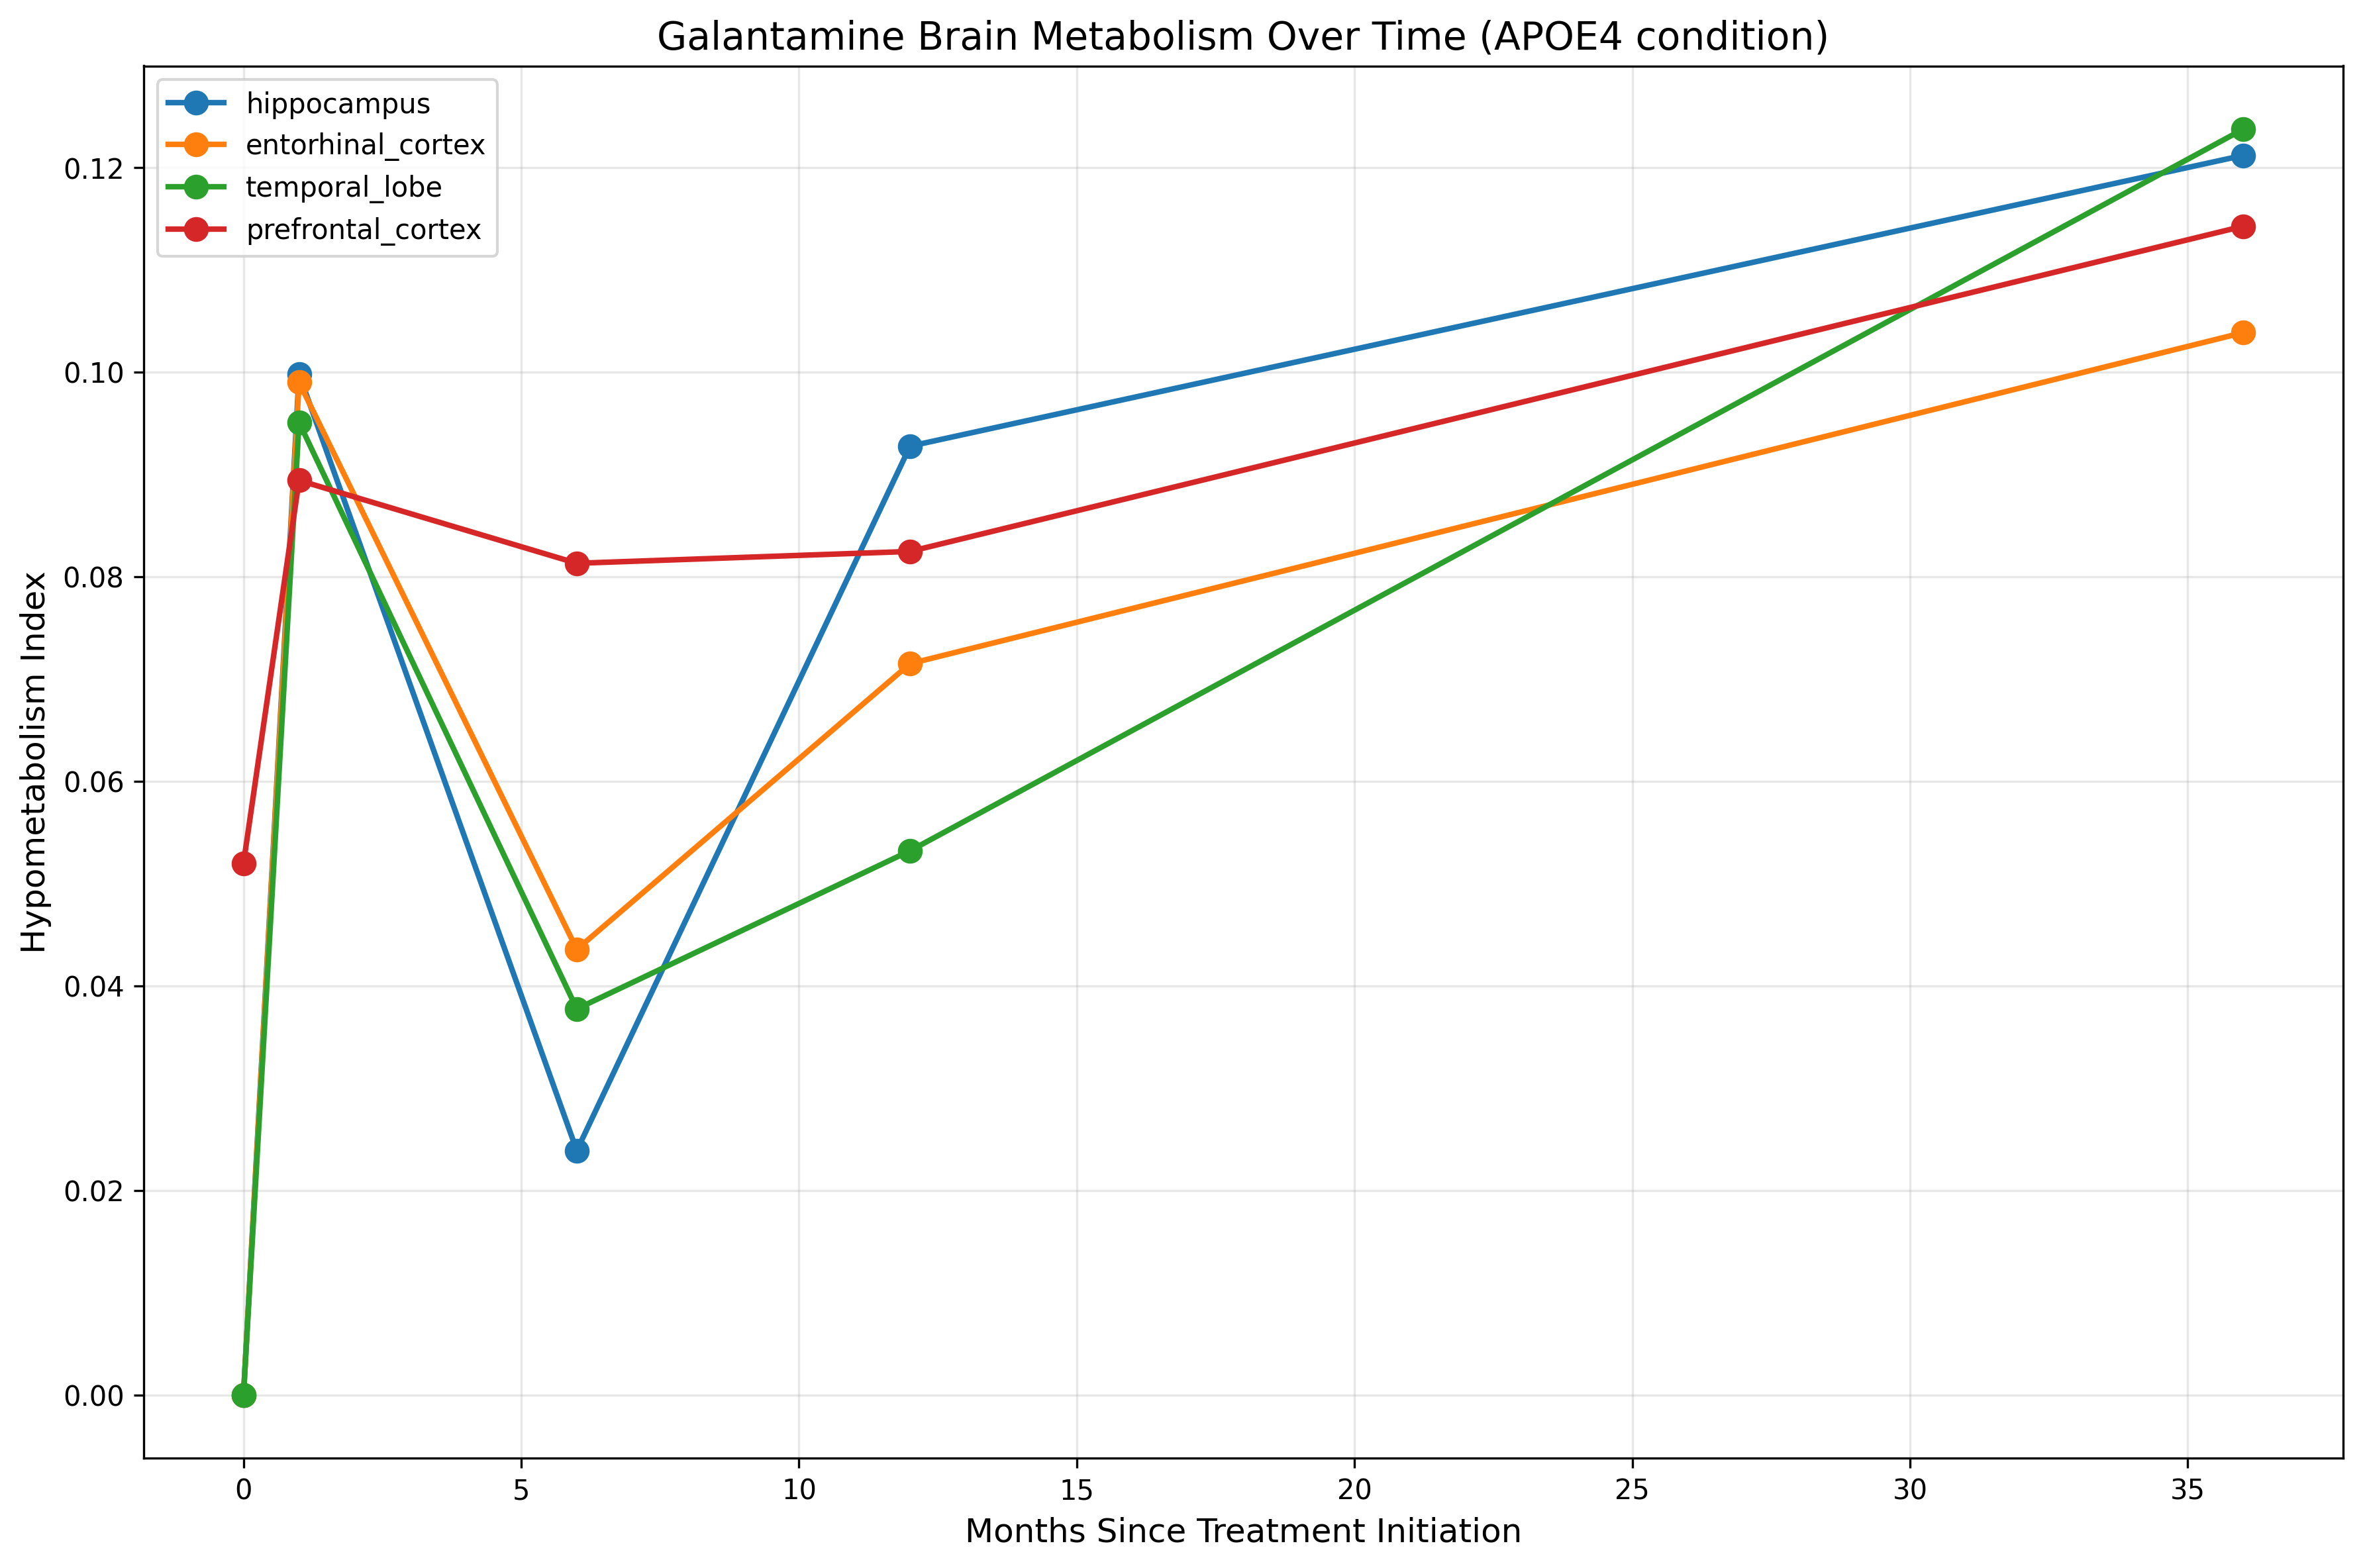 Galantamine Brain Metabolism Over Time (APOE4 condition)
hippocampus
entorhinal_cortex
temporal_lobe
prefrontal_cortex
0.12
0.10
0.08
0.06
0.04
0.02
0.00
Hypometabolism Index
0 5 10 15 20 25 30 35
Months Since Treatment Initiation